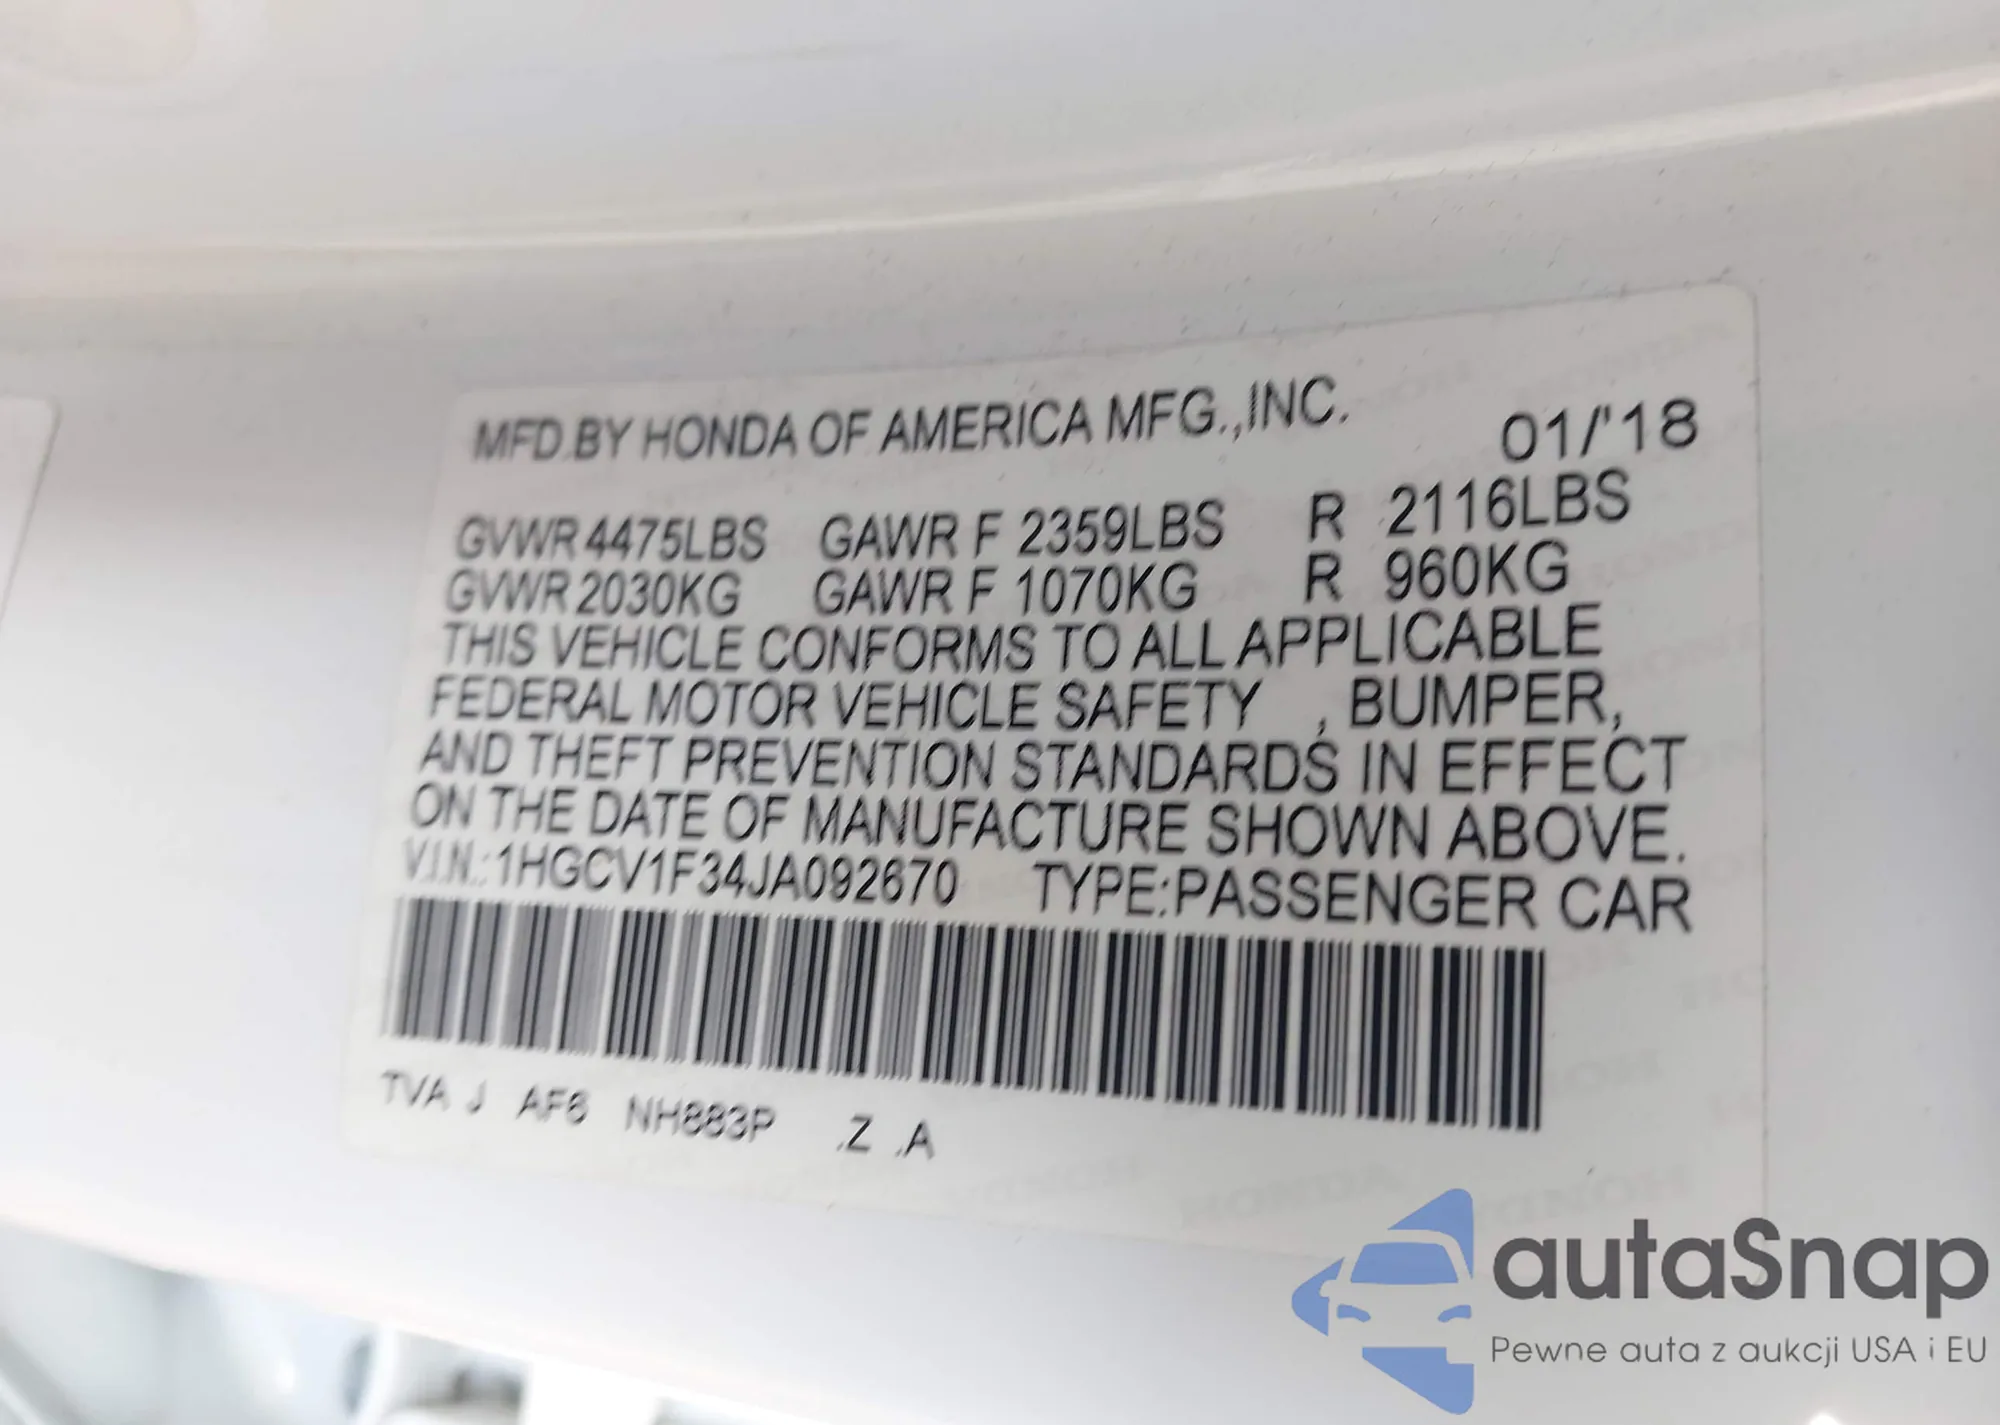 MFD.BY HONDA OF AMERICA MFG.,INC. 01/'18
GVWR 4475LBS GAWR F 2359LBS R 2116LBS
GVWR 2030KG GAWR F 1070KG R 960KG
THIS VEHICLE CONFORMS TO ALL APPLICABLE
FEDERAL MOTOR VEHICLE SAFETY , BUMPER,
AND THEFT PREVENTION STANDARDS IN EFFECT
ON THE DATE OF MANUFACTURE SHOWN ABOVE.
V.I.N.:1HGCV1F34JA092670 TYPE:PASSENGER CAR
TVA J AF6 NH883P .Z .A
autaSnap
Pewne auta z aukcji USA i EU